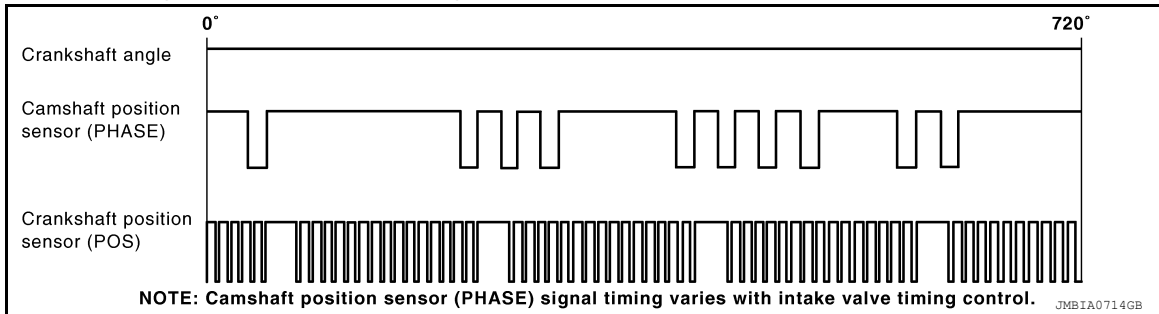 0˚ 720˚
Crankshaft angle
Camshaft position
sensor (PHASE)
Crankshaft position
sensor (POS)
NOTE: Camshaft position sensor (PHASE) signal timing varies with intake valve timing control.
JMBIA0714GB